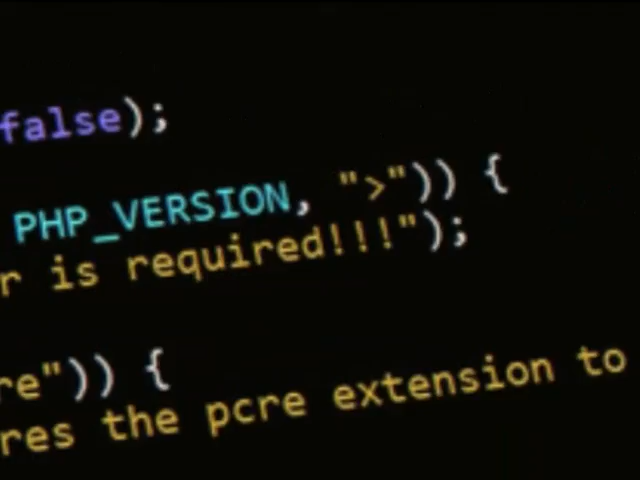 false);
PHP_VERSION, ">")) {
r is required!!!");
re")) {
res the pcre extension to